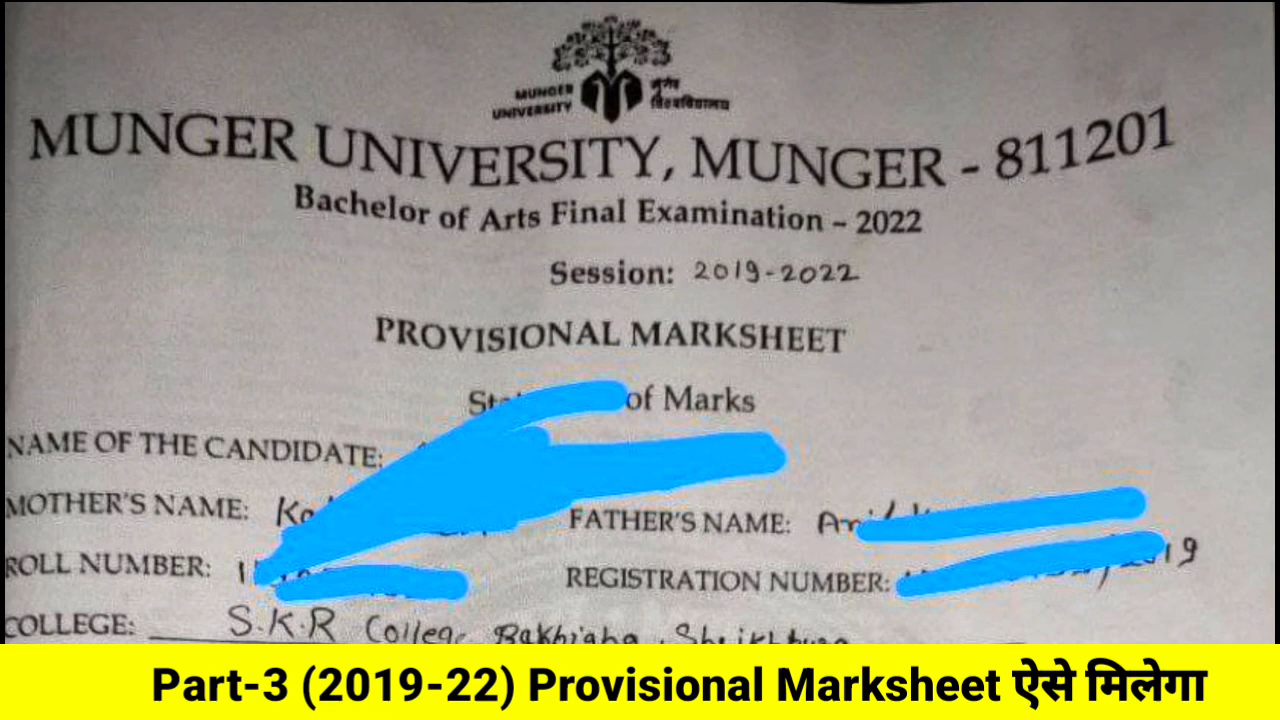 MUNGER
UNIVERSITY
मुंगेर
विश्वविद्यालय
MUNGER UNIVERSITY, MUNGER - 811201
Bachelor of Arts Final Examination – 2022
Session: 2019-2022
PROVISIONAL MARKSHEET
of Marks
NAME OF THE CANDIDATE:
MOTHER'S NAME: FATHER'S NAME:
ROLL NUMBER: REGISTRATION NUMBER: /2019
COLLEGE: S.K.R College
Part-3 (2019-22) Provisional Marksheet ऐसे मिलेगा